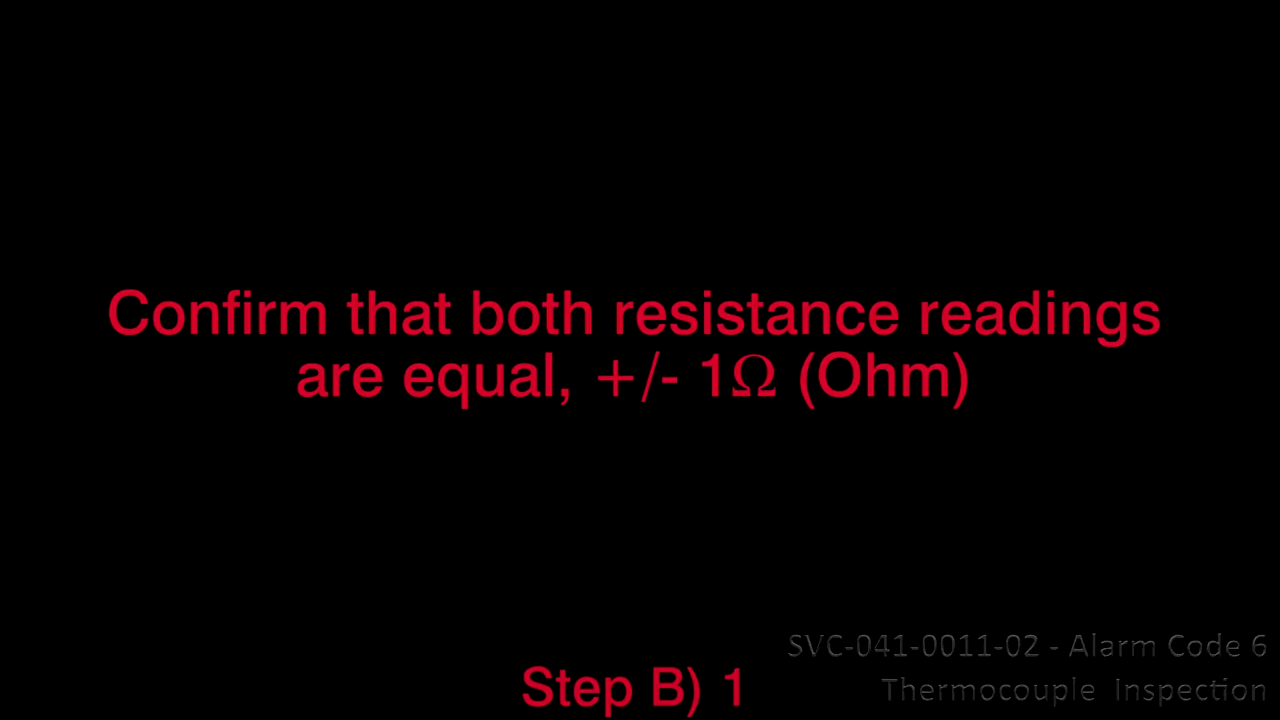 Confirm that both resistance readings
are equal, +/- 1Ω (Ohm)
SVC-041-0011-02 - Alarm Code 6
Step B) 1
Thermocouple Inspection